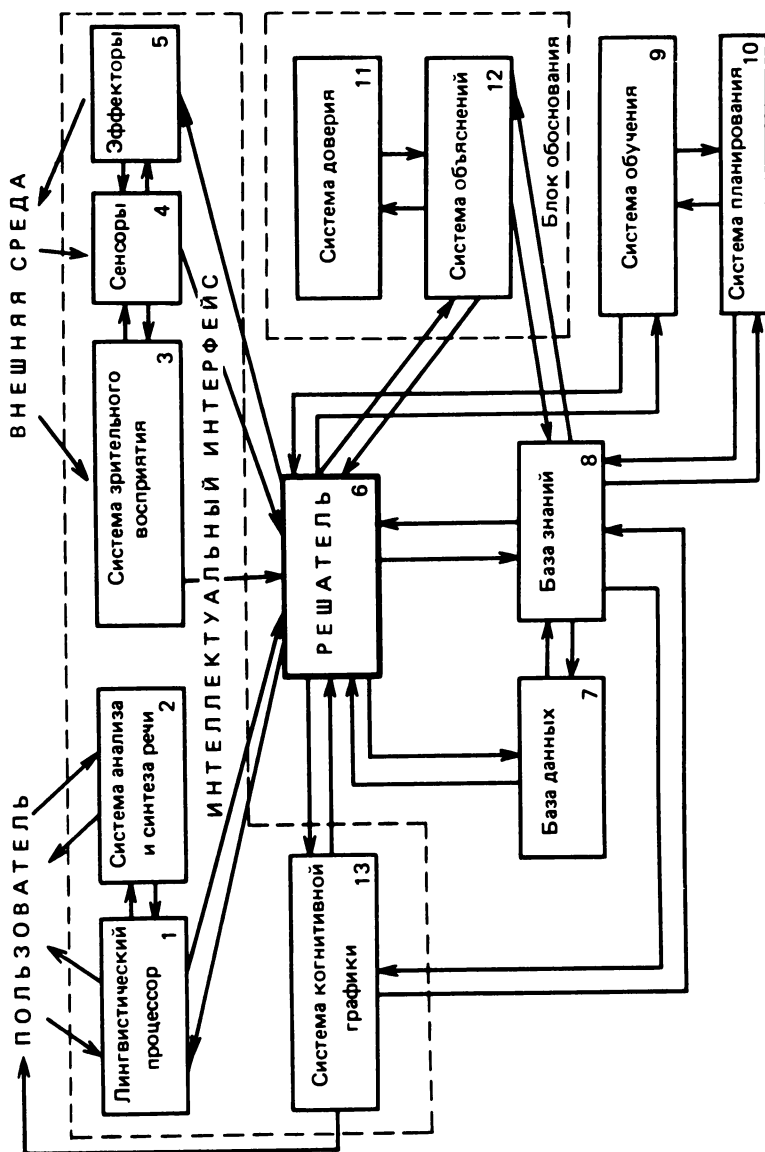 ПОЛЬЗОВАТЕЛЬ
ВНЕШНЯЯ СРЕДА
Лингвистический
процессор
1
Система анализа
и синтеза речи
2
Система зрительного
восприятия
3
Сенсоры
4
Эффекторы
5
ИНТЕЛЛЕКТУАЛЬНЫЙ ИНТЕРФЕЙС
Система когнитивной
графики
13
РЕШАТЕЛЬ
6
Система доверия
11
Система объяснений
12
Блок обоснования
База данных
7
База знаний
8
Система обучения
9
Система планирования
10